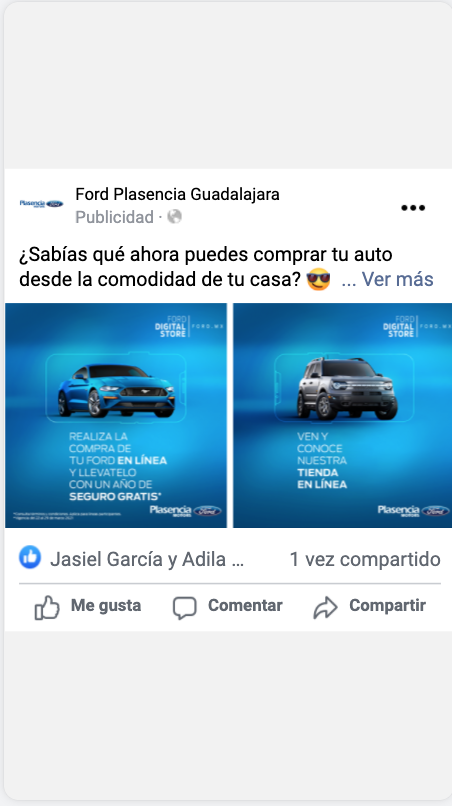 Ford Plasencia Guadalajara
Publicidad ·
¿Sabías qué ahora puedes comprar tu auto
desde la comodidad de tu casa? 😎 ... Ver más
FORD
DIGITAL
STORE
FORD.MX
REALIZA LA
COMPRA DE
TU FORD EN LÍNEA
Y LLEVATELO
CON UN AÑO DE
SEGURO GRATIS*
Plasencia
MOTORS
Ford
FORD
DIGITAL
STORE
FORD.MX
VEN Y
CONOCE
NUESTRA
TIENDA
EN LÍNEA
Plasencia
MOTORS
Ford
Jasiel García y Adila ...
1 vez compartido
Me gusta
Comentar
Compartir